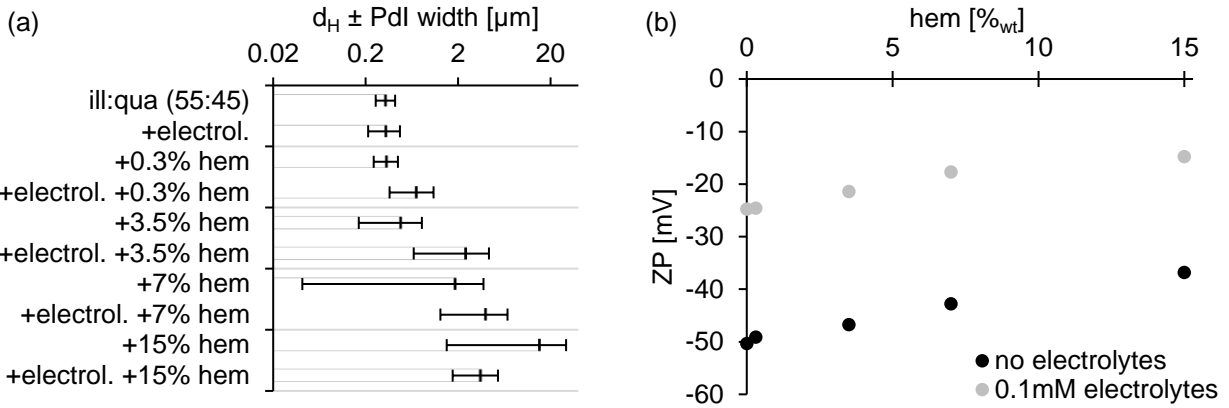 (a)
d_H ± PdI width [µm]
0.02 0.2 2 20
ill:qua (55:45)
+electrol.
+0.3% hem
+electrol. +0.3% hem
+3.5% hem
+electrol. +3.5% hem
+7% hem
+electrol. +7% hem
+15% hem
+electrol. +15% hem
(b)
hem [%wt]
0 5 10 15
0
-10
-20
-30
-40
-50
-60
ZP [mV]
no electrolytes
0.1mM electrolytes